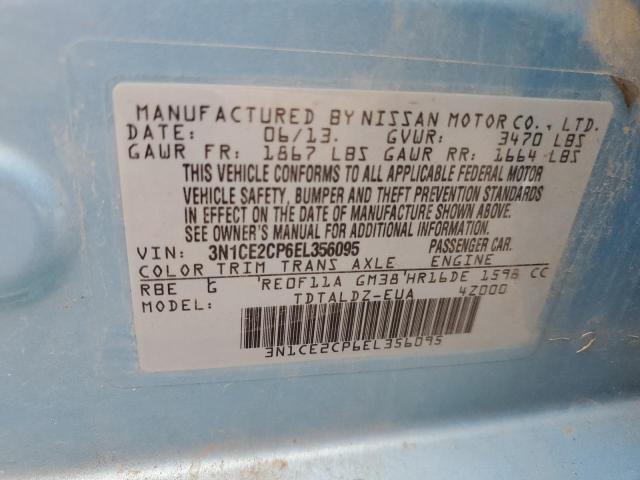 MANUFACTURED BY NISSAN MOTOR CO., LTD.
DATE: 06/13. GVWR: 3470 LBS
GAWR FR: 1867 LBS GAWR RR: 1664 LBS
THIS VEHICLE CONFORMS TO ALL APPLICABLE FEDERAL MOTOR
VEHICLE SAFETY, BUMPER AND THEFT PREVENTION STANDARDS
IN EFFECT ON THE DATE OF MANUFACTURE SHOWN ABOVE.
SEE OWNER'S MANUAL FOR ADDITIONAL INFORMATION.
VIN: 3N1CE2CP6EL356095 PASSENGER CAR.
COLOR TRIM TRANS AXLE ENGINE
RBE G RE0F11A GM38 HR16DE 1598 CC
MODEL: TDTALDZ-EUA 4Z000
3N1CE2CP6EL356095